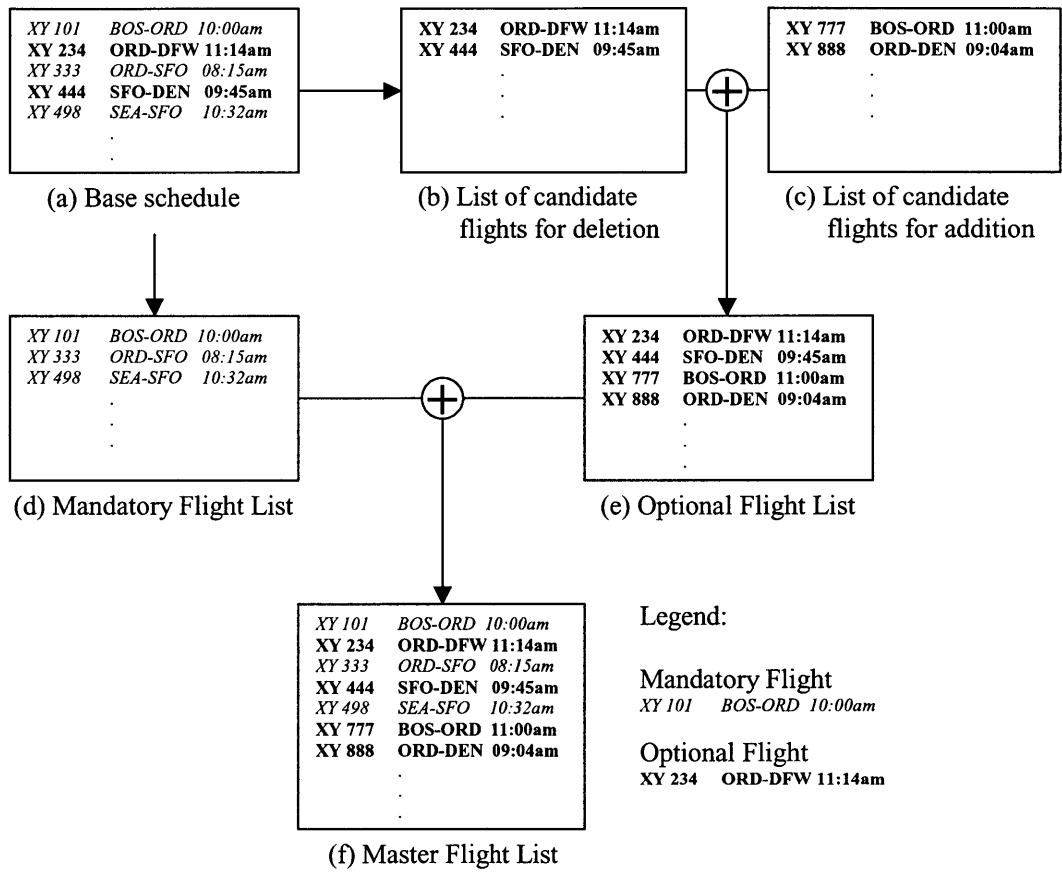 XY 101 BOS-ORD 10:00am
XY 234 ORD-DFW 11:14am
XY 333 ORD-SFO 08:15am
XY 444 SFO-DEN 09:45am
XY 498 SEA-SFO 10:32am
.
.
(a) Base schedule
XY 234 ORD-DFW 11:14am
XY 444 SFO-DEN 09:45am
.
.
.
(b) List of candidate
flights for deletion
XY 777 BOS-ORD 11:00am
XY 888 ORD-DEN 09:04am
.
.
.
(c) List of candidate
flights for addition
XY 101 BOS-ORD 10:00am
XY 333 ORD-SFO 08:15am
XY 498 SEA-SFO 10:32am
.
.
.
(d) Mandatory Flight List
XY 234 ORD-DFW 11:14am
XY 444 SFO-DEN 09:45am
XY 777 BOS-ORD 11:00am
XY 888 ORD-DEN 09:04am
.
.
.
(e) Optional Flight List
XY 101 BOS-ORD 10:00am
XY 234 ORD-DFW 11:14am
XY 333 ORD-SFO 08:15am
XY 444 SFO-DEN 09:45am
XY 498 SEA-SFO 10:32am
XY 777 BOS-ORD 11:00am
XY 888 ORD-DEN 09:04am
.
.
.
(f) Master Flight List
Legend:
Mandatory Flight
XY 101 BOS-ORD 10:00am
Optional Flight
XY 234 ORD-DFW 11:14am